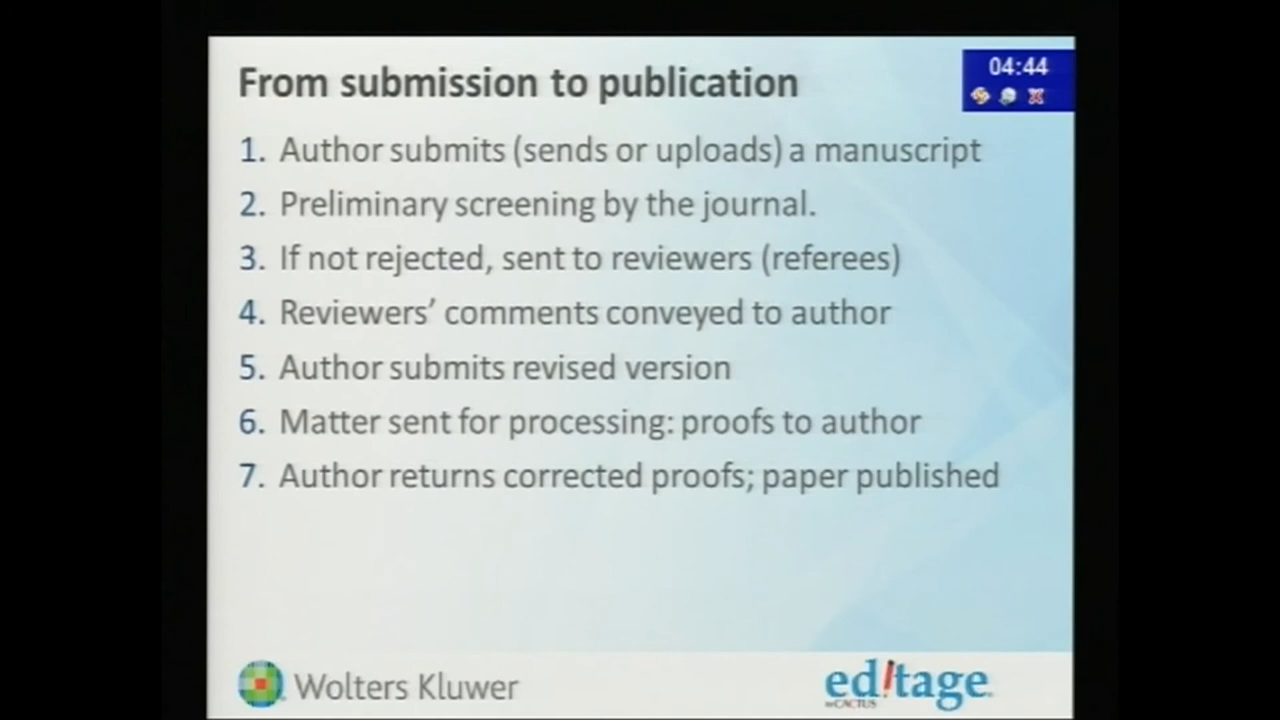 From submission to publication
04:44
1. Author submits (sends or uploads) a manuscript
2. Preliminary screening by the journal.
3. If not rejected, sent to reviewers (referees)
4. Reviewers’ comments conveyed to author
5. Author submits revised version
6. Matter sent for processing: proofs to author
7. Author returns corrected proofs; paper published
Wolters Kluwer
editage
by CACTUS